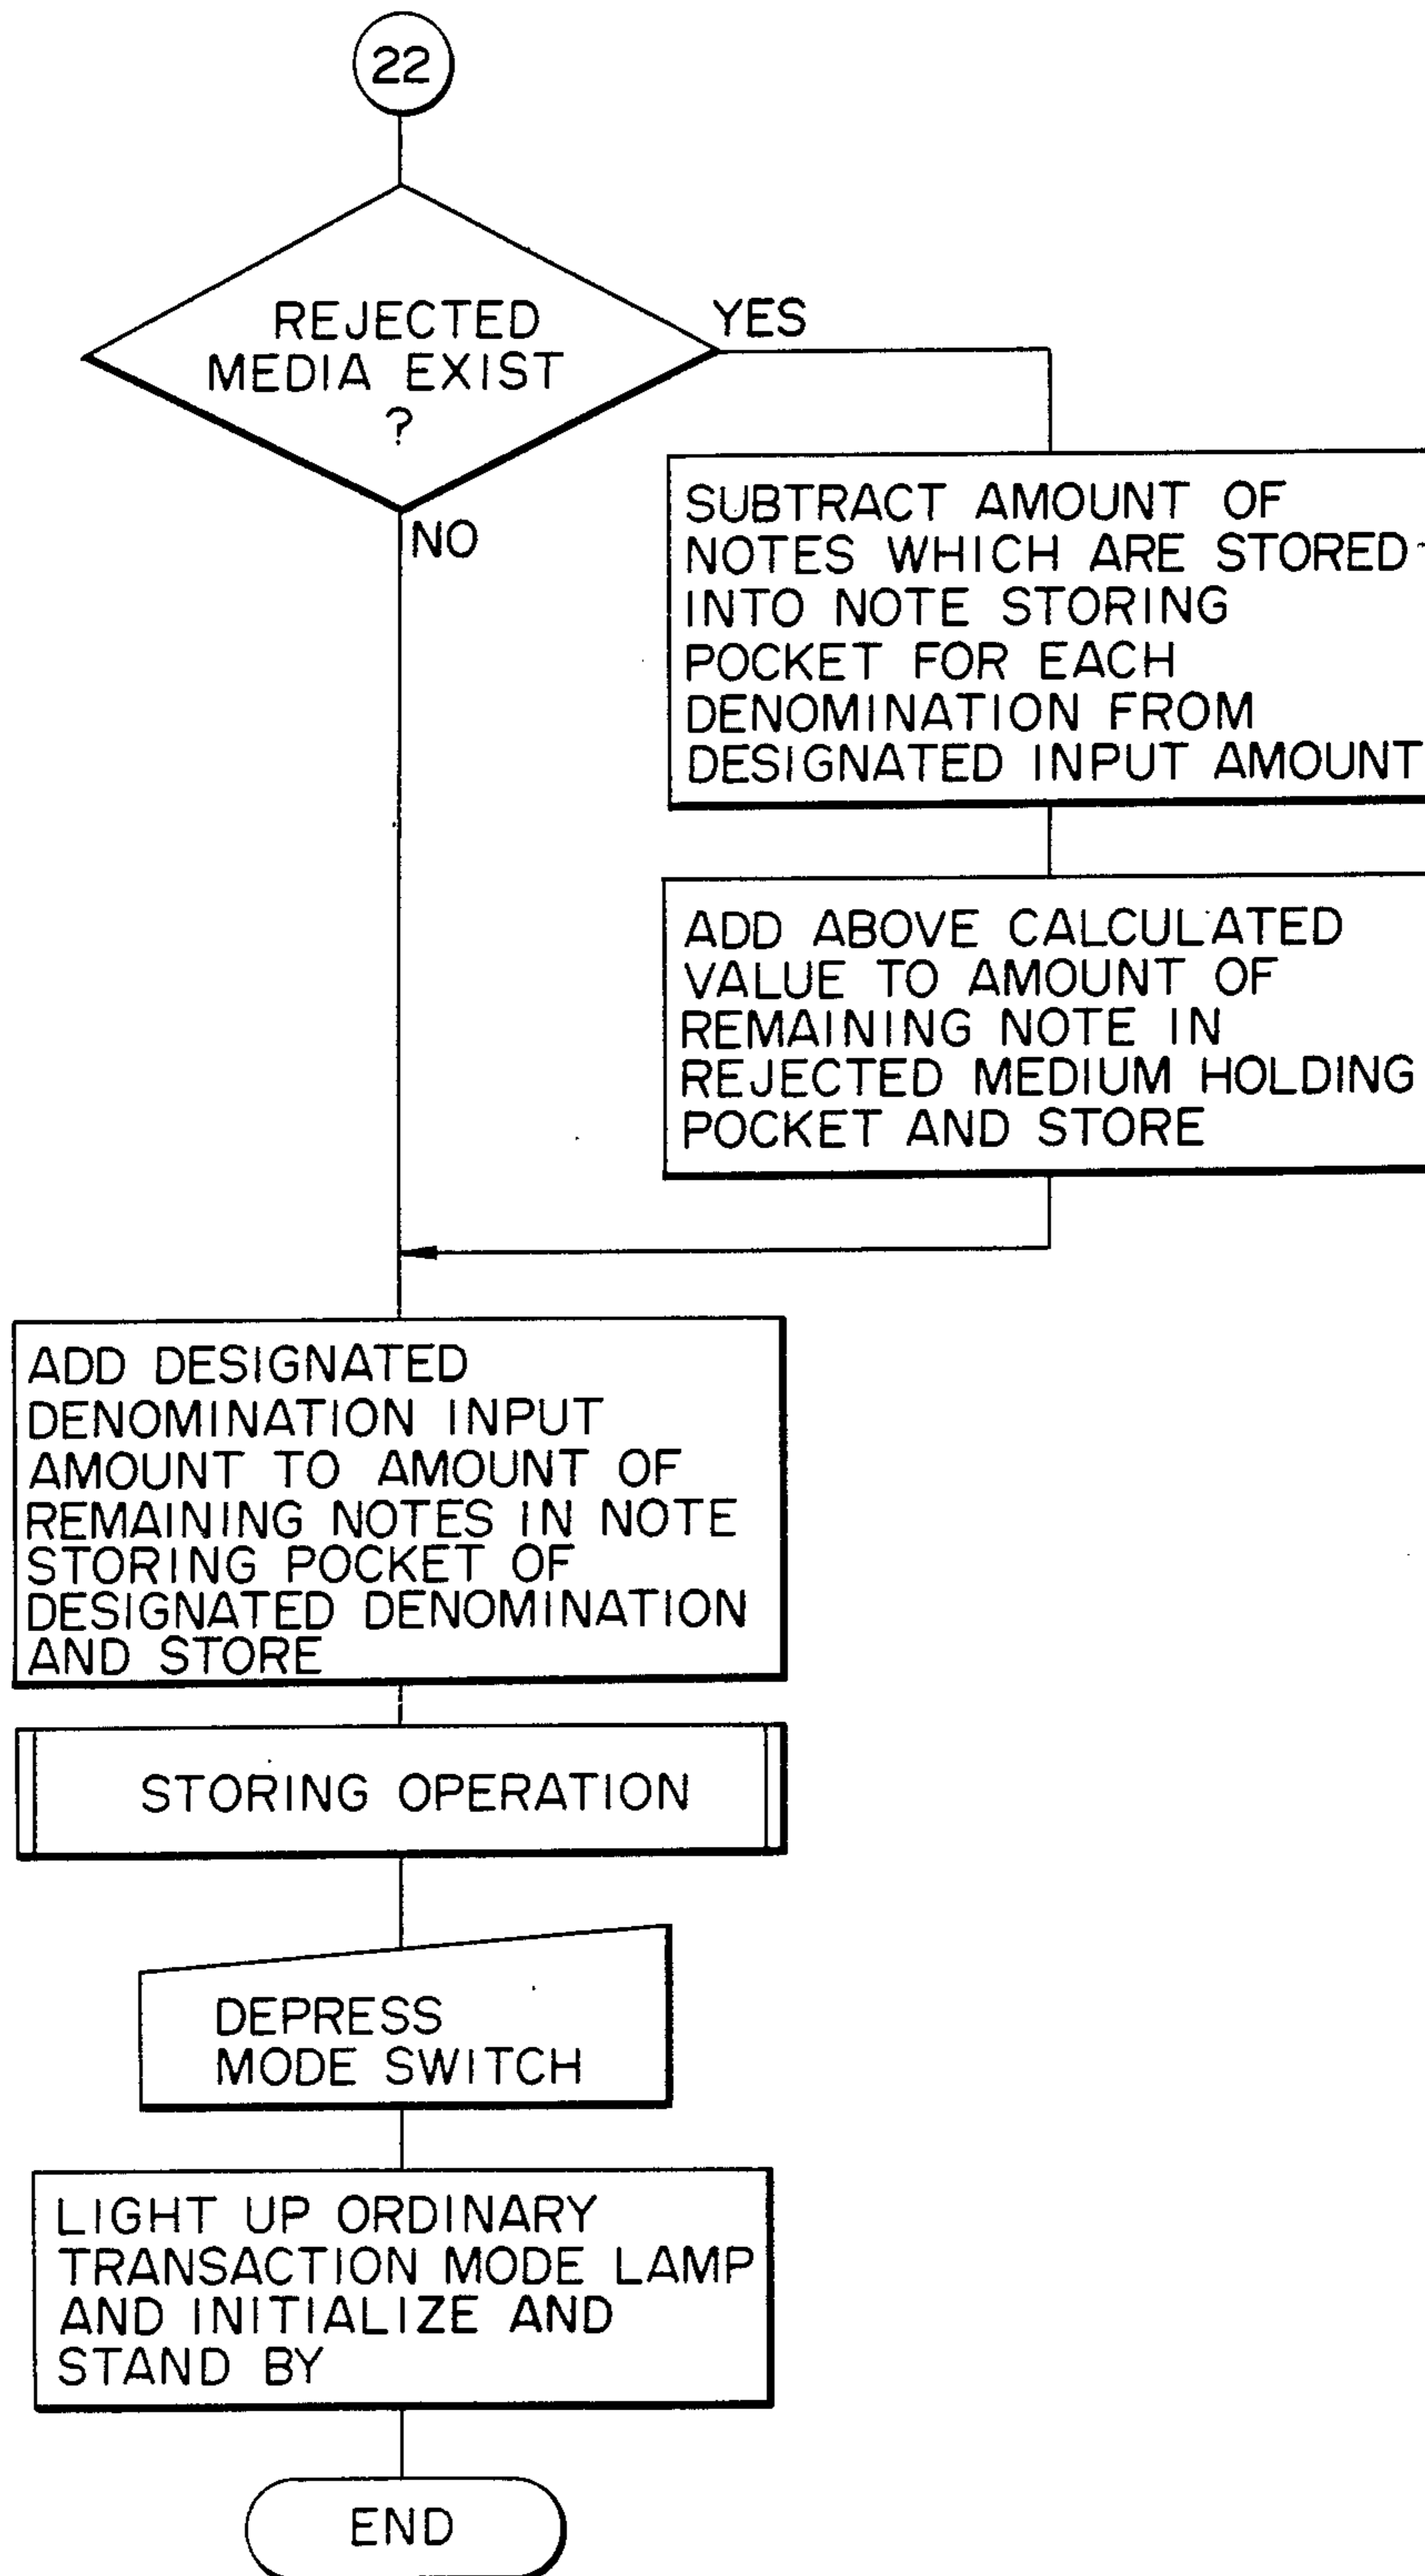 22
REJECTED
MEDIA EXIST
?
YES
NO
SUBTRACT AMOUNT OF
NOTES WHICH ARE STORED
INTO NOTE STORING
POCKET FOR EACH
DENOMINATION FROM
DESIGNATED INPUT AMOUNT
ADD ABOVE CALCULATED
VALUE TO AMOUNT OF
REMAINING NOTE IN
REJECTED MEDIUM HOLDING
POCKET AND STORE
ADD DESIGNATED
DENOMINATION INPUT
AMOUNT TO AMOUNT OF
REMAINING NOTES IN NOTE
STORING POCKET OF
DESIGNATED DENOMINATION
AND STORE
STORING OPERATION
DEPRESS
MODE SWITCH
LIGHT UP ORDINARY
TRANSACTION MODE LAMP
AND INITIALIZE AND
STAND BY
END